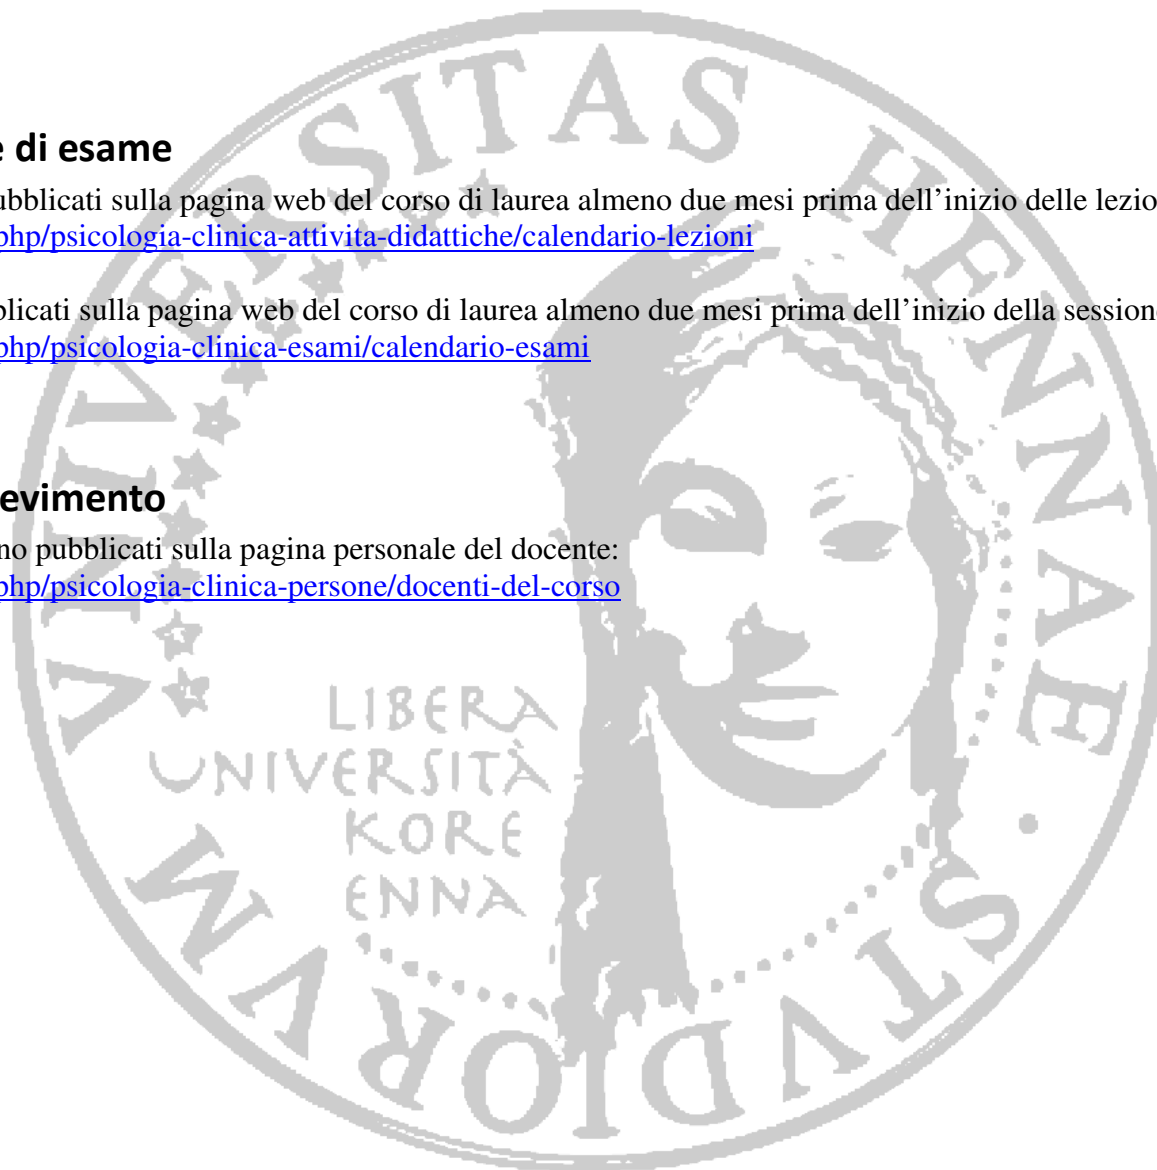 e di esame
ubblicati sulla pagina web del corso di laurea almeno due mesi prima dell’inizio delle lezio
php/psicologia-clinica-attivita-didattiche/calendario-lezioni
blicati sulla pagina web del corso di laurea almeno due mesi prima dell’inizio della sessione
php/psicologia-clinica-esami/calendario-esami
evimento
no pubblicati sulla pagina personale del docente:
php/psicologia-clinica-persone/docenti-del-corso
VNIVERSITAS HENNAE · STVDIORVM
LIBERA
UNIVERSITÀ
KORE
ENNA